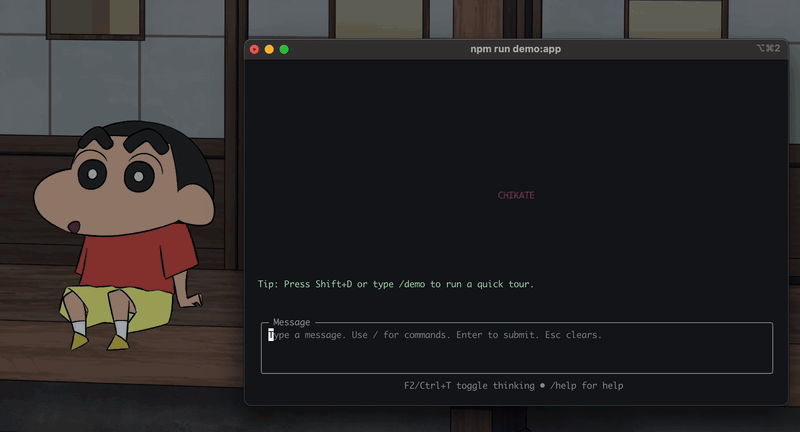 npm run demo:app
⌥⌘2
CHIKATE
Tip: Press Shift+D or type /demo to run a quick tour.
Message
Type a message. Use / for commands. Enter to submit. Esc clears.
F2/Ctrl+T toggle thinking • /help for help